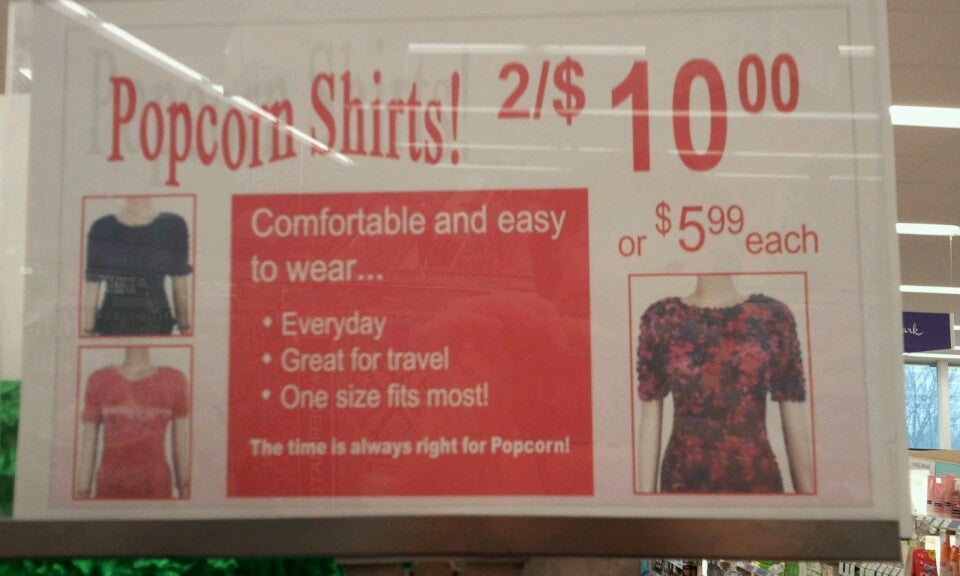 Popcorn Shirts! 2/$ 10 00
or $5 99 each
Comfortable and easy
to wear...
• Everyday
• Great for travel
• One size fits most!
The time is always right for Popcorn!